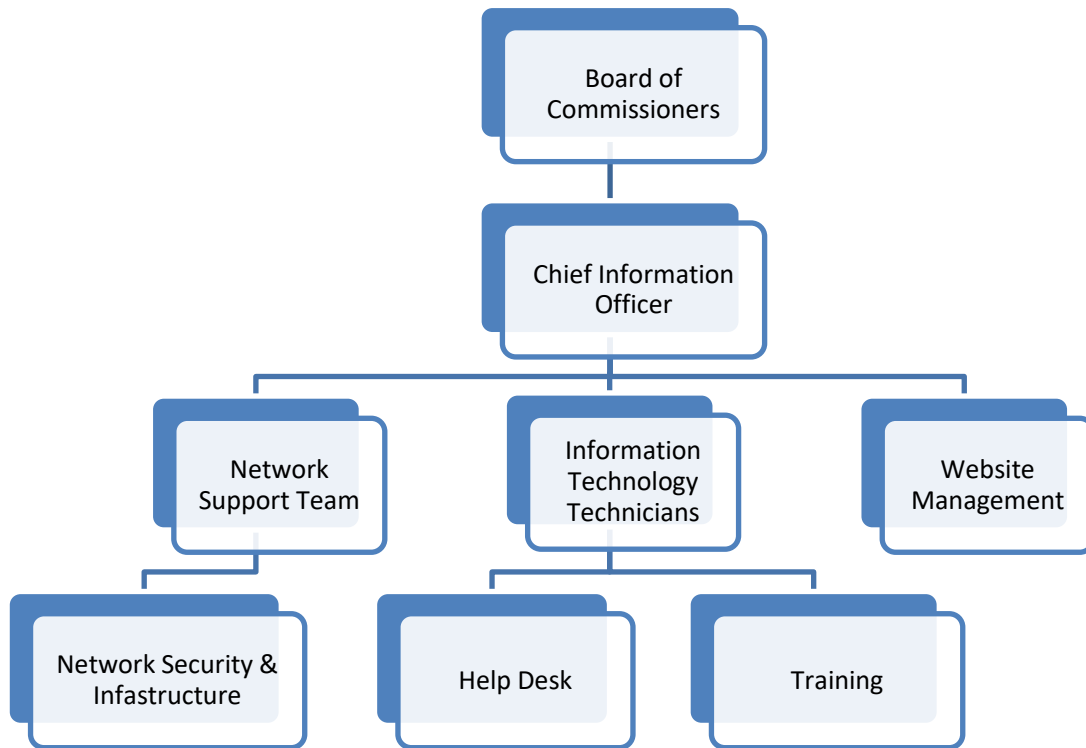 Board of
Commissioners
Chief Information
Officer
Network
Support Team
Information
Technology
Technicians
Website
Management
Network Security &
Infastructure
Help Desk
Training